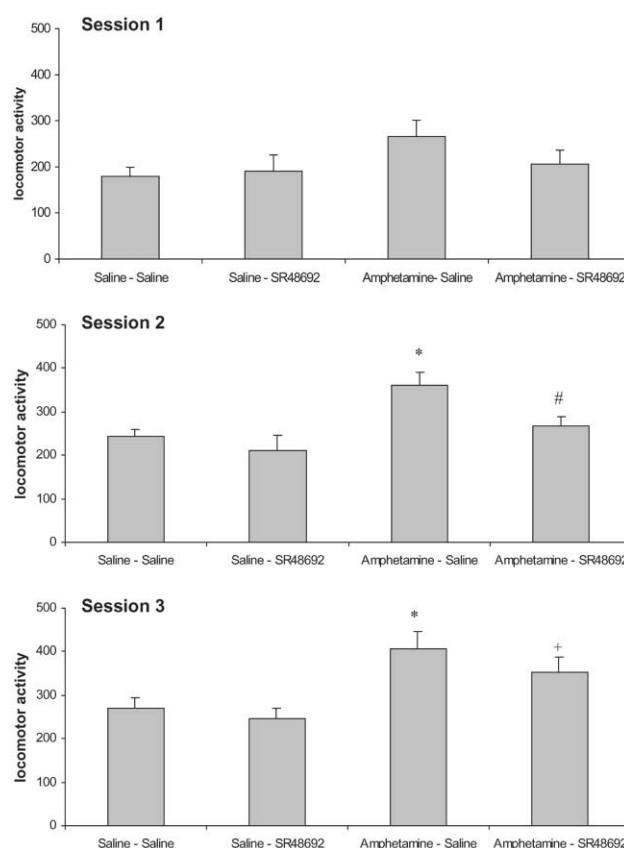 Session 1
locomotor activity
500
400
300
200
100
0
Saline - Saline
Saline - SR48692
Amphetamine- Saline
Amphetamine - SR48692
Session 2
locomotor activity
500
400
300
200
100
0
*
#
Saline - Saline
Saline - SR48692
Amphetamine - Saline
Amphetamine - SR48692
Session 3
locomotor activity
500
400
300
200
100
0
*
+
Saline - Saline
Saline - SR48692
Amphetamine - Saline
Amphetamine - SR48692